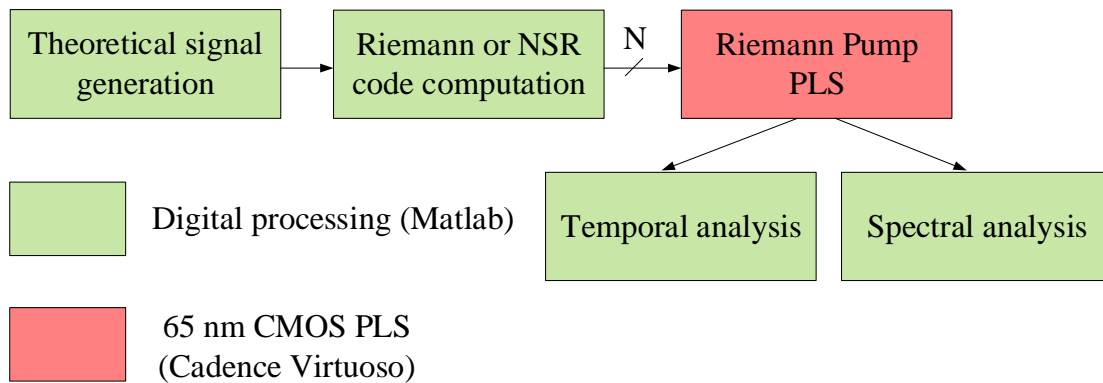 Theoretical signal
generation
Riemann or NSR
code computation
N
Riemann Pump
PLS
Temporal analysis
Spectral analysis
Digital processing (Matlab)
65 nm CMOS PLS
(Cadence Virtuoso)